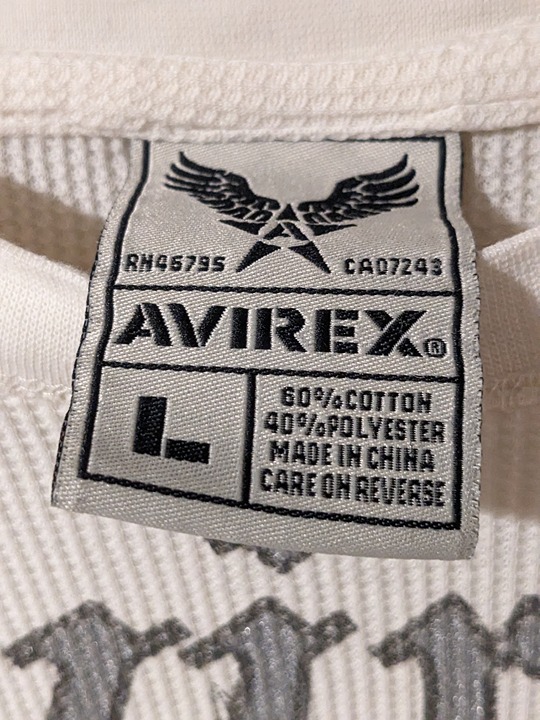 RN46795 CA07243
AVIREX®
L
60%COTTON
40%POLYESTER
MADE IN CHINA
CARE ON REVERSE